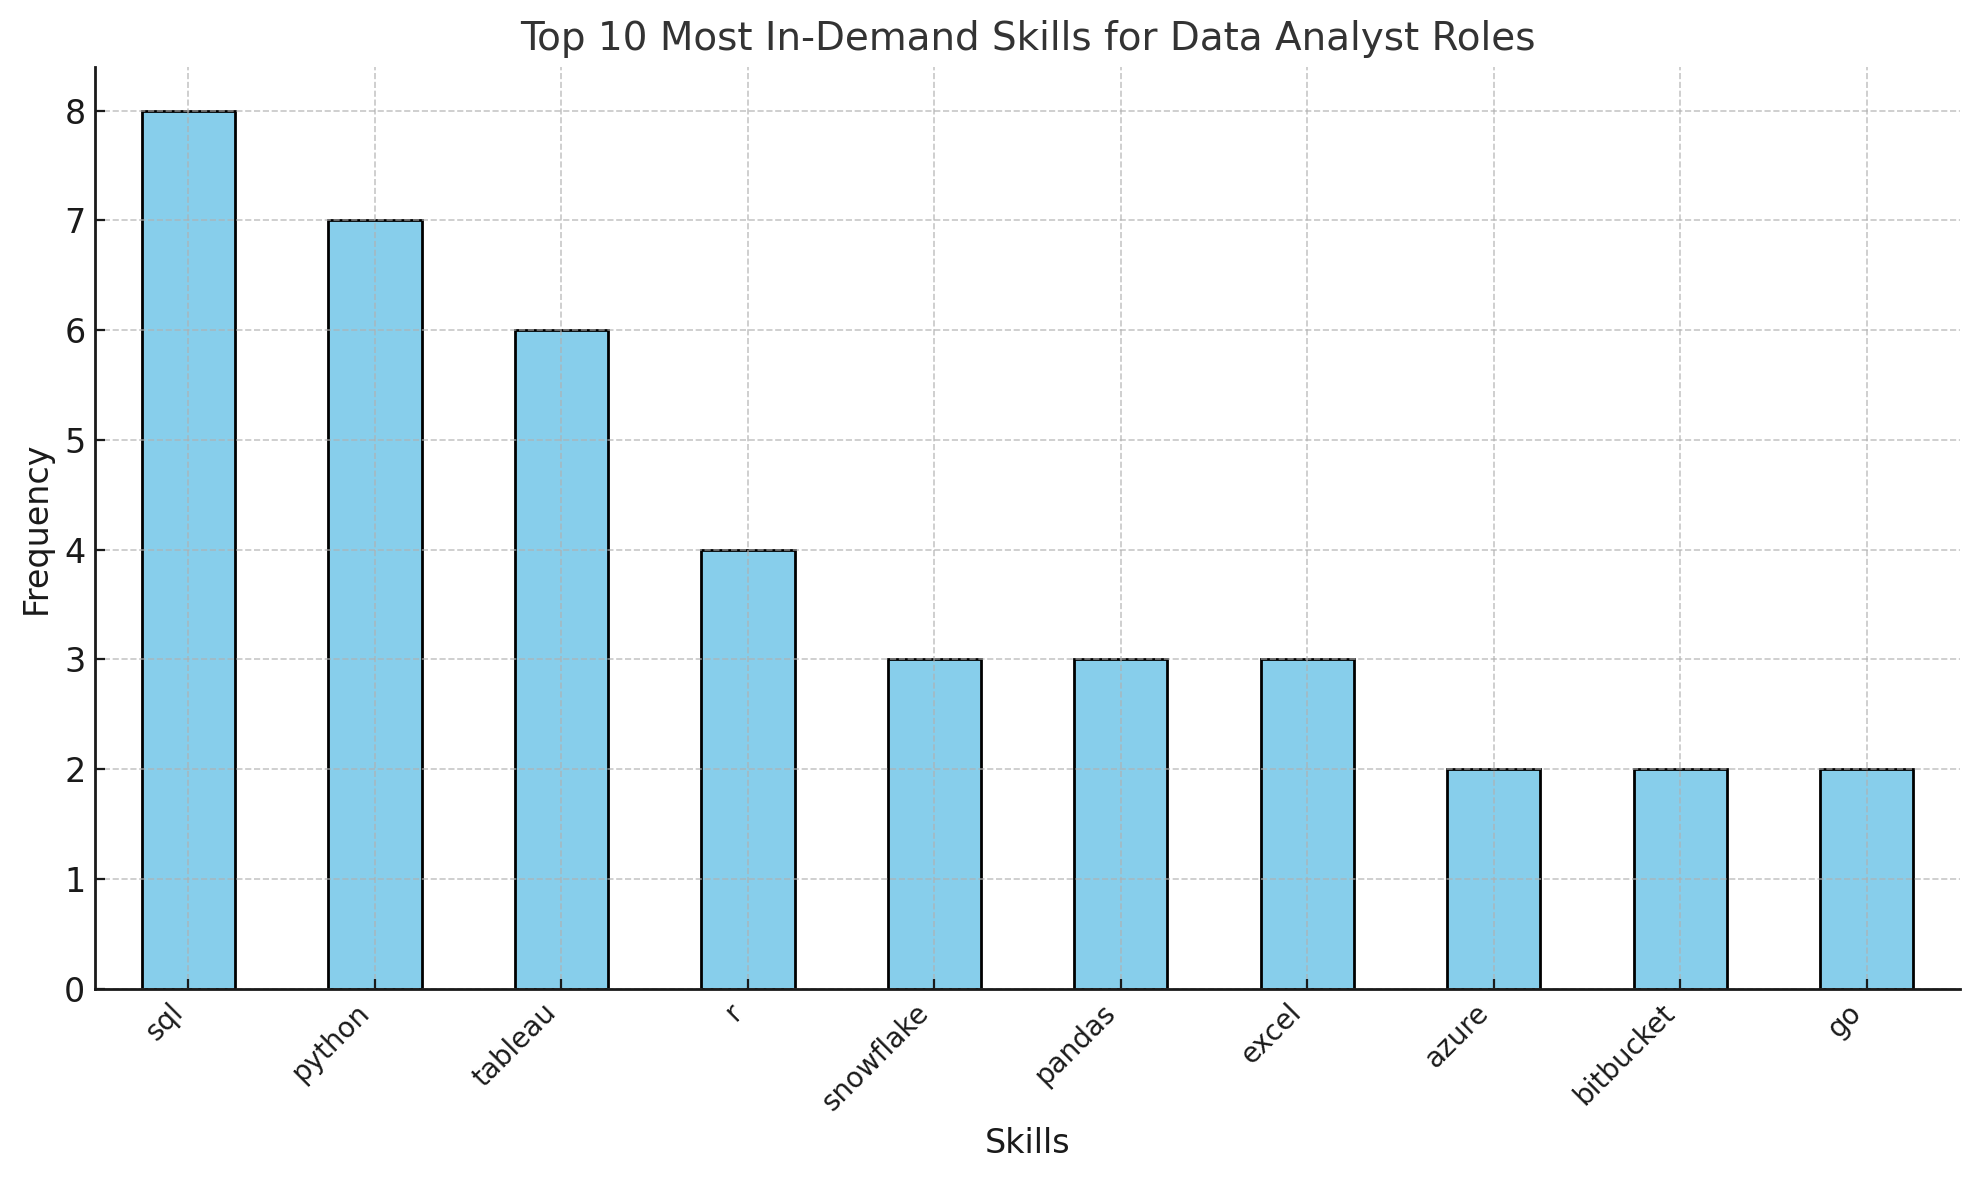 Top 10 Most In-Demand Skills for Data Analyst Roles
8
7
6
5
4
3
2
1
0
Frequency
sql
python
tableau
r
snowflake
pandas
excel
azure
bitbucket
go
Skills